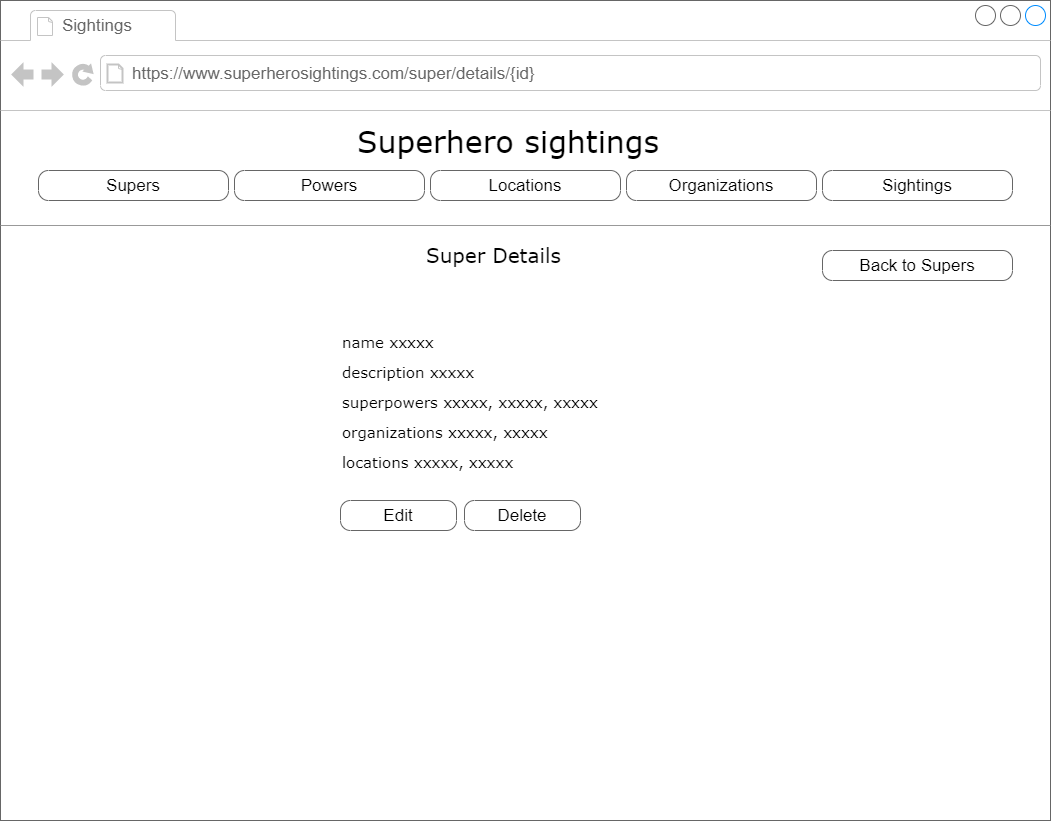 Sightings
https://www.superherosightings.com/super/details/{id}
Superhero sightings
Supers Powers Locations Organizations Sightings
Super Details
Back to Supers
name xxxxx
description xxxxx
superpowers xxxxx, xxxxx, xxxxx
organizations xxxxx, xxxxx
locations xxxxx, xxxxx
Edit Delete